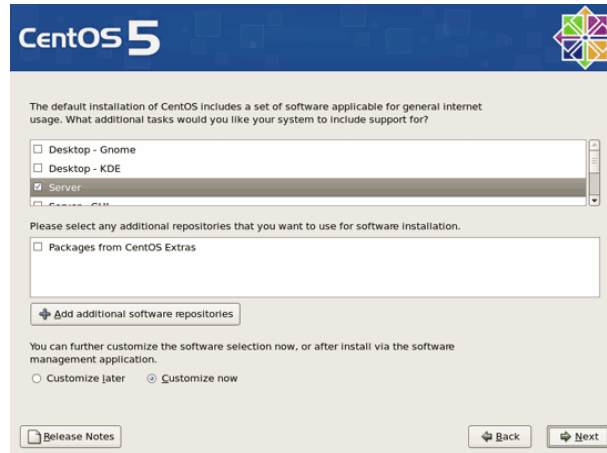 CentOS 5
The default installation of CentOS includes a set of software applicable for general internet
usage. What additional tasks would you like your system to include support for?
Desktop - Gnome
Desktop - KDE
Server
Please select any additional repositories that you want to use for software installation.
Packages from CentOS Extras
Add additional software repositories
You can further customize the software selection now, or after install via the software
management application.
Customize later
Customize now
Release Notes
Back
Next